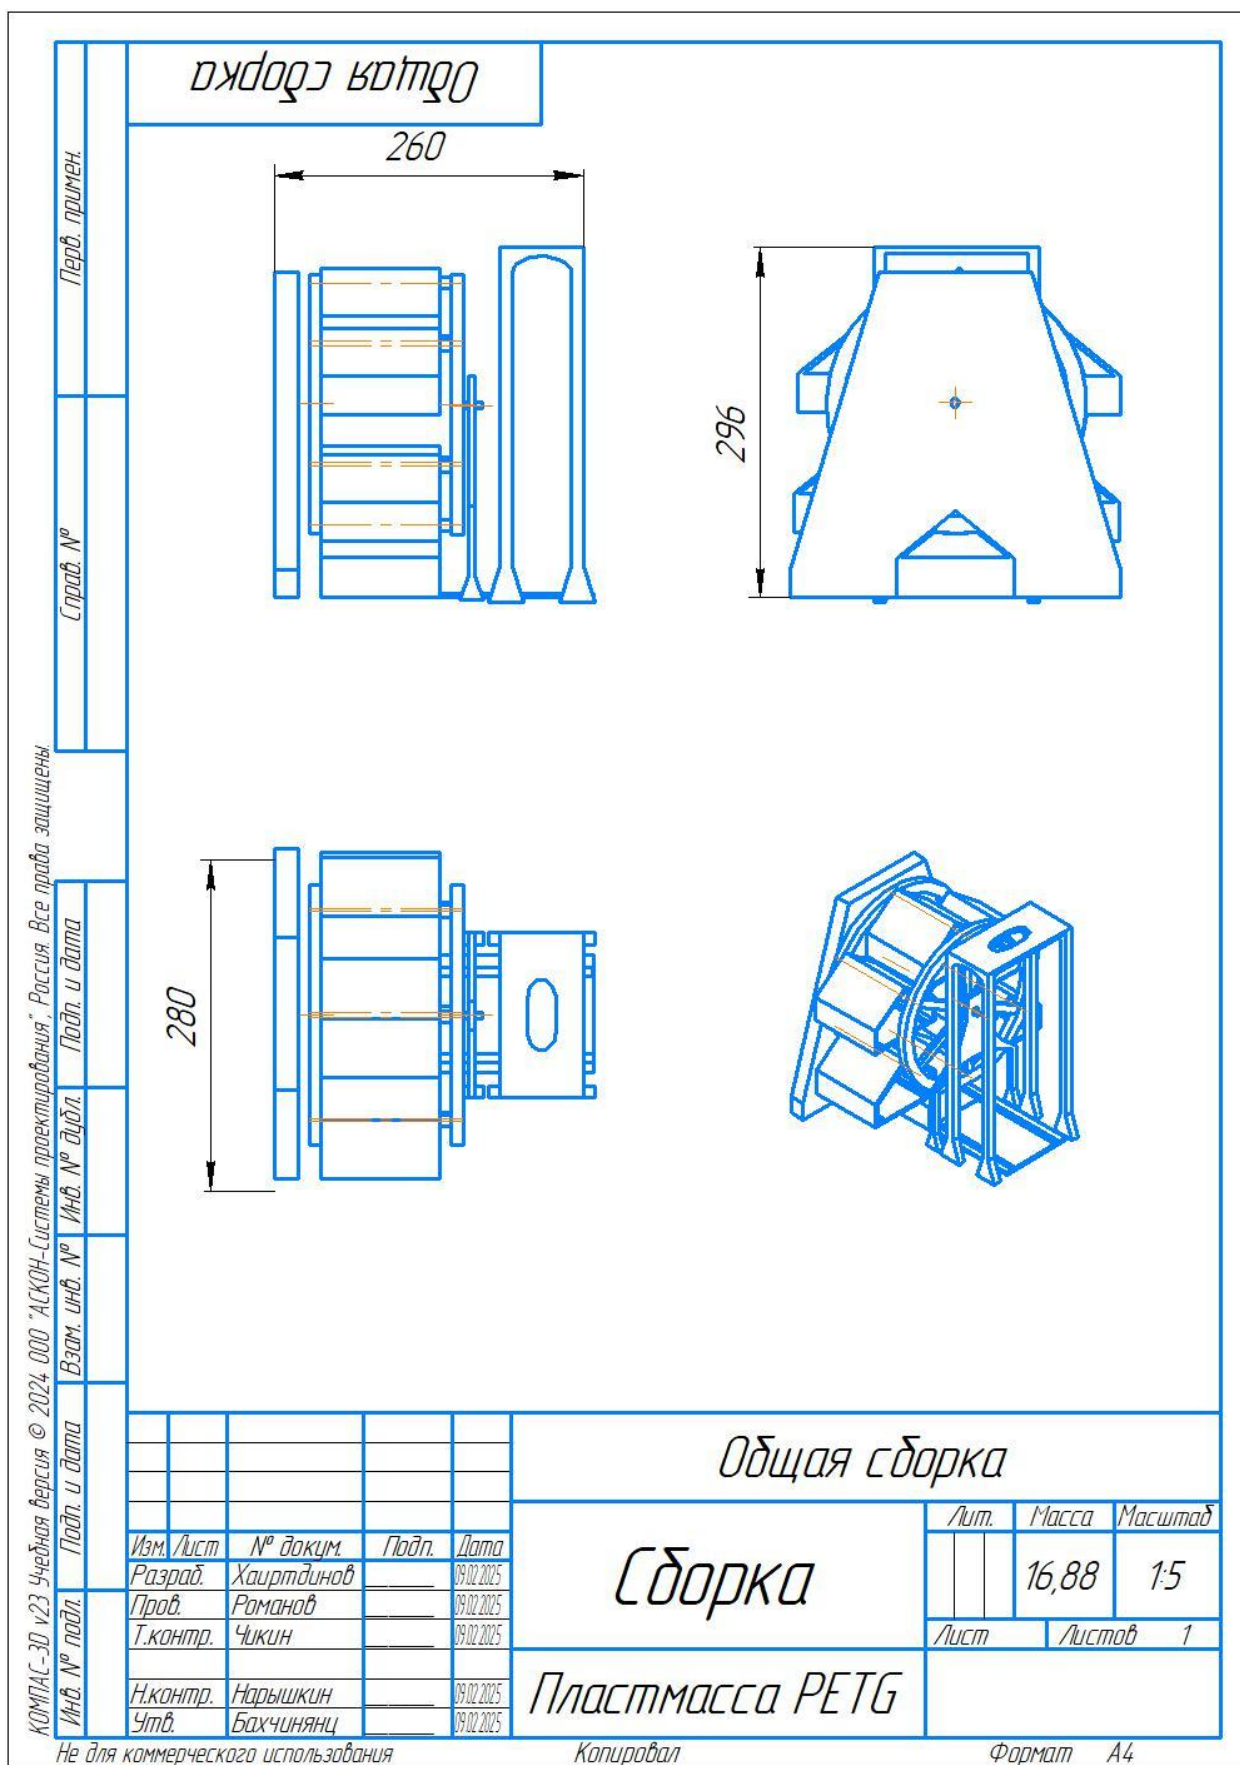 Общая сборка
260
296
280
Перв. примен.
Справ. №
Подп. и дата
Инв. № дубл.
Взам. инв. №
Подп. и дата
Инв. № подл.
КОМПАС-3D v23 Учебная версия © 2024 ООО "АСКОН-Системы проектирования", Россия. Все права защищены.
Общая сборка
Изм. Лист № докум. Подп. Дата
Разраб. Хаиртдинов 09.02.2025
Пров. Романов 09.02.2025
Т.контр. Чикин 09.02.2025
Н.контр. Нарышкин 09.02.2025
Утв. Бахчинянц 09.02.2025
Сборка
Лит. Масса Масштаб
16,88 1:5
Лист Листов 1
Пластмасса PETG
Не для коммерческого использования Копировал Формат A4